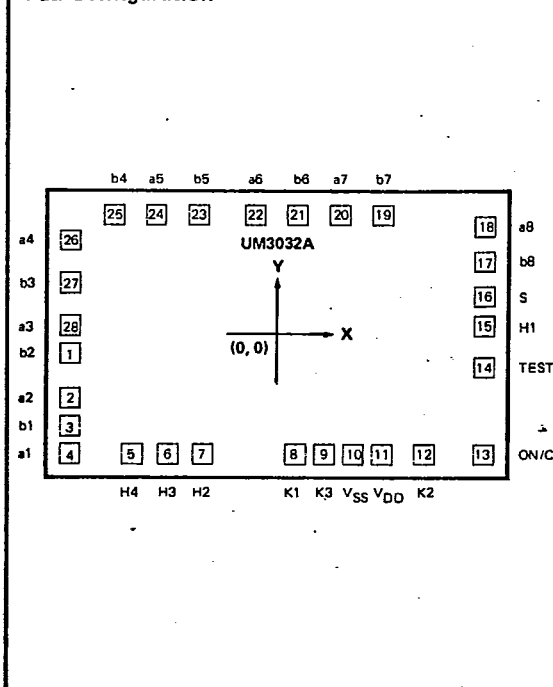 b4 a5 b5 a6 b6 a7 b7
25 24 23 22 21 20 19
18 a8
a4 26
UM3032A
17 b8
Y
b3 27
16 S
a3 28
15 H1
X
(0, 0)
b2 1
14 TEST
a2 2
b1 3
a1 4 5 6 7 8 9 10 11 12 13 ON/C
H4 H3 H2 K1 K3 VSS VDD K2